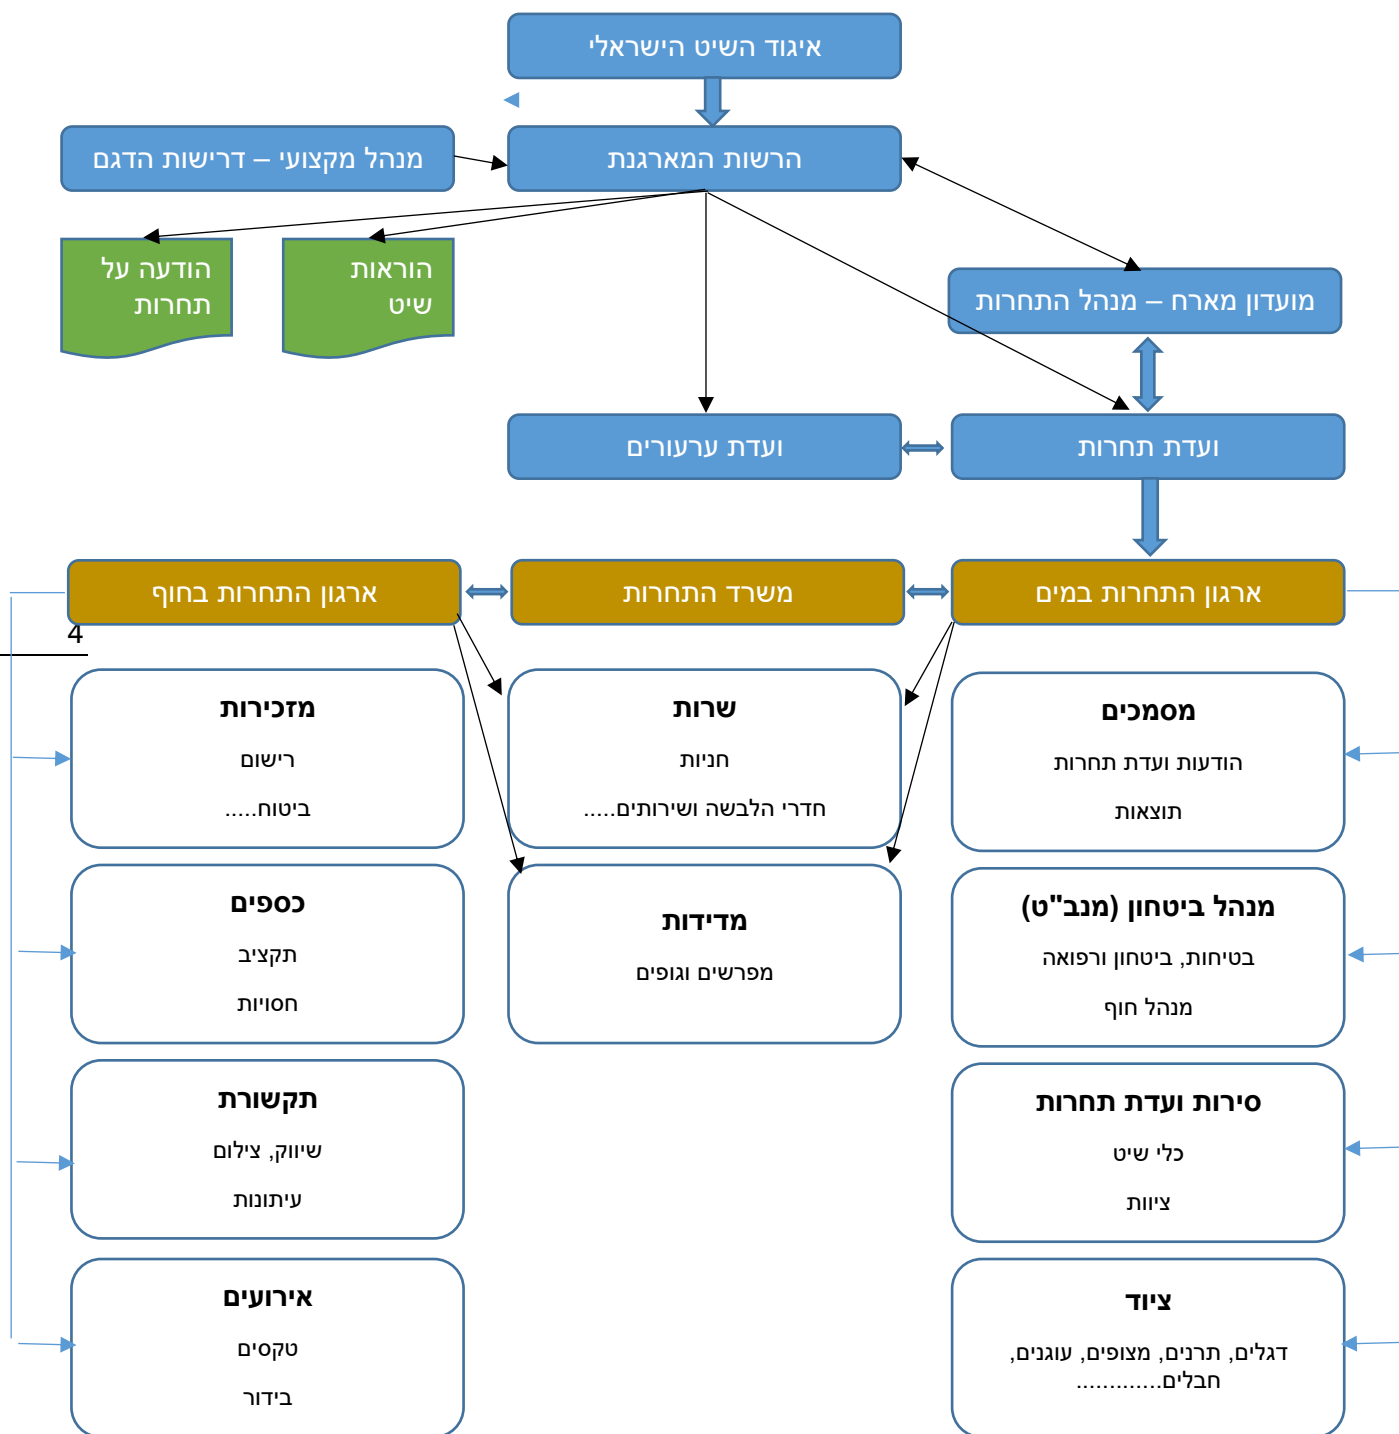 איגוד השיט הישראלי
הרשות המארגנת
מנהל מקצועי – דרישות הדגם
הוראות
שיט
הודעה על
תחרות
מועדון מארח – מנהל התחרות
ועדת תחרות
ועדת ערעורים
ארגון התחרות במים
משרד התחרות
ארגון התחרות בחוף
4
מסמכים
הודעות ועדת תחרות
תוצאות
מנהל ביטחון (מנב"ט)
בטיחות, ביטחון ורפואה
מנהל חוף
סירות ועדת תחרות
כלי שיט
ציוות
ציוד
דגלים, תרנים, מצופים, עוגנים,
חבלים.............
שרות
חניות
חדרי הלבשה ושירותים.....
מדידות
מפרשים וגופים
מזכירות
רישום
ביטוח.....
כספים
תקציב
חסויות
תקשורת
שיווק, צילום
עיתונות
אירועים
טקסים
בידור